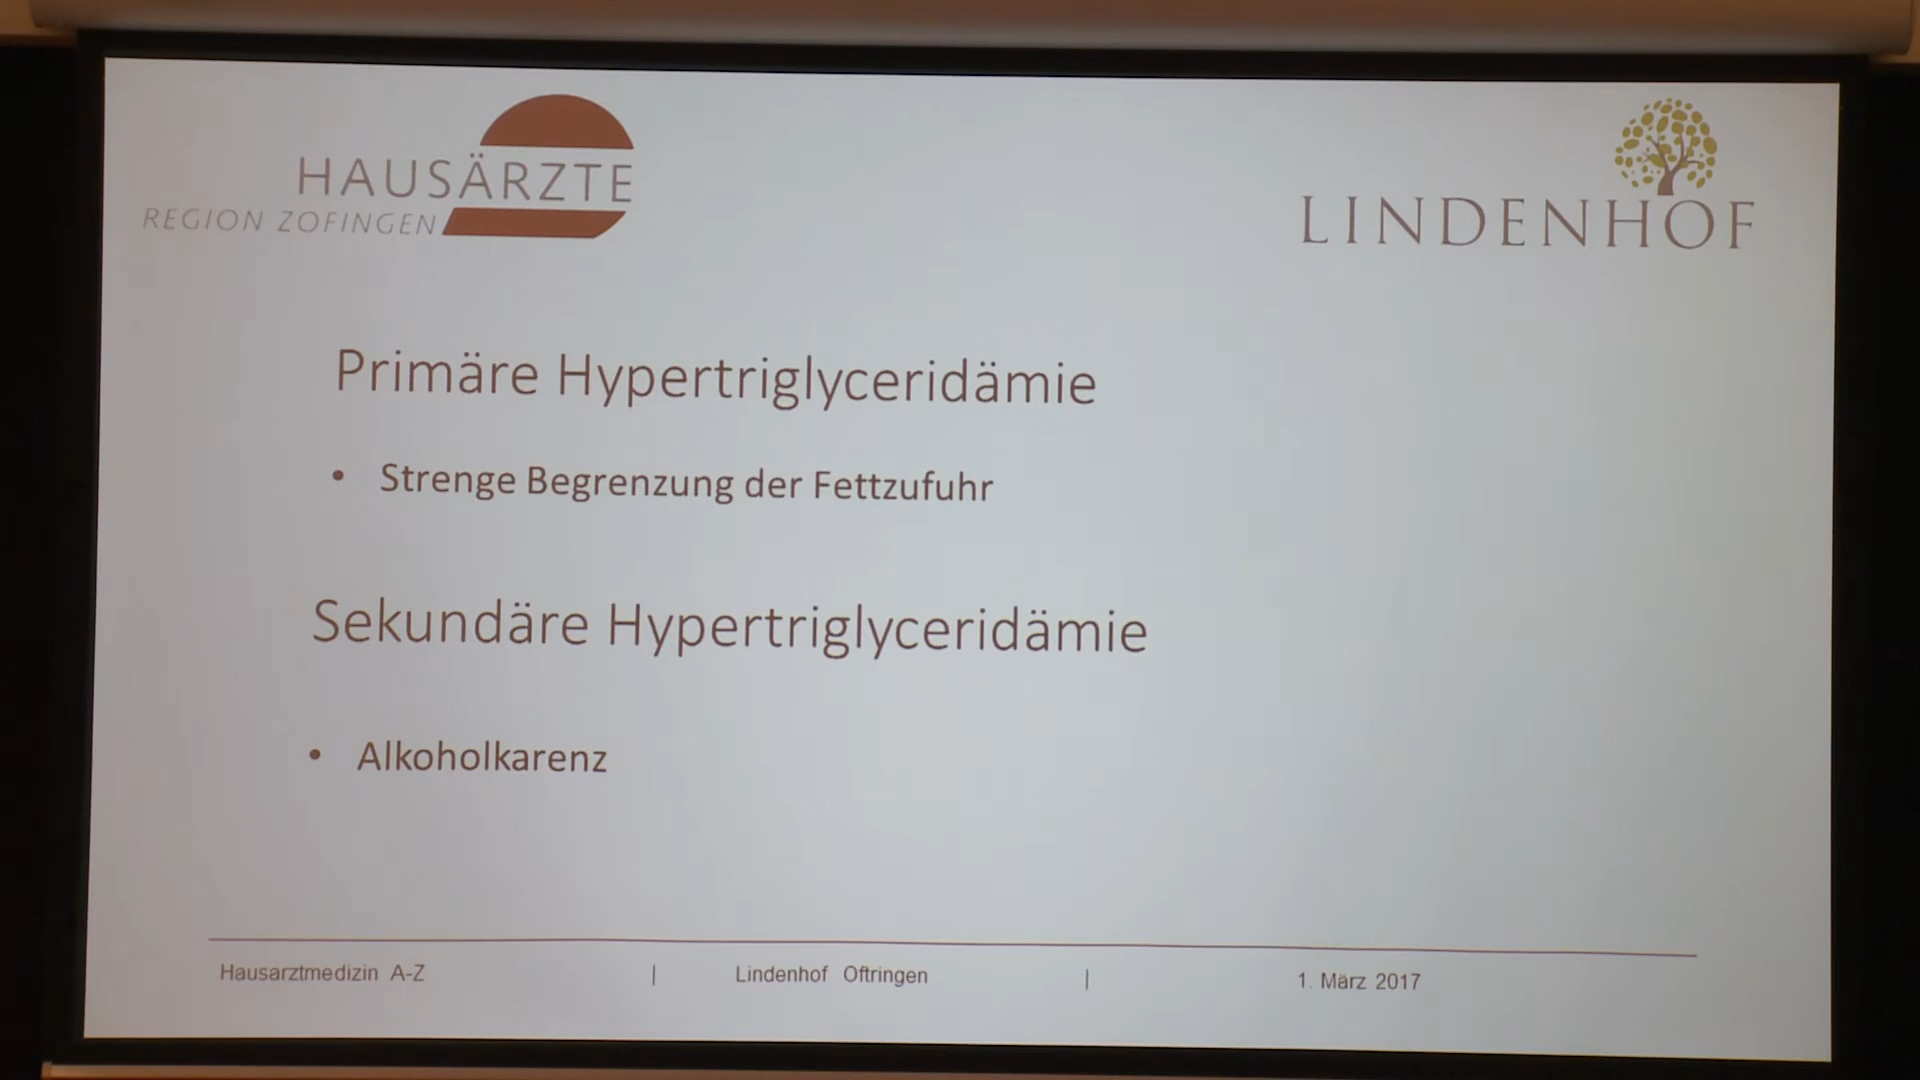 HAUSÄRZTE
REGION ZOFINGEN
LINDENHOF
Primäre Hypertriglyceridämie
• Strenge Begrenzung der Fettzufuhr
Sekundäre Hypertriglyceridämie
• Alkoholkarenz
Hausarztmedizin A-Z | Lindenhof Oftringen | 1. März 2017